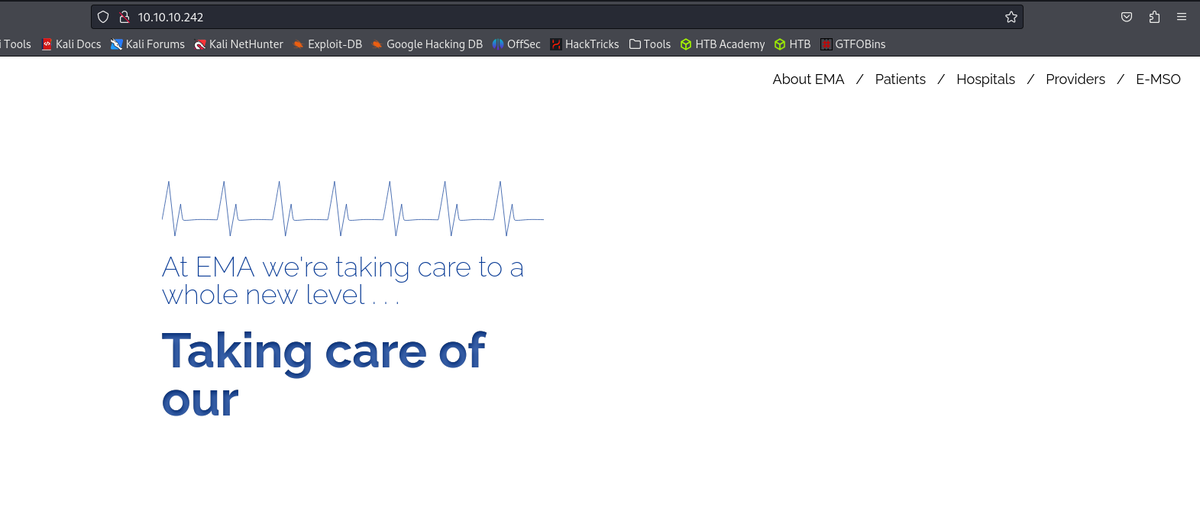 10.10.10.242
Tools Kali Docs Kali Forums Kali NetHunter Exploit-DB Google Hacking DB OffSec HackTricks Tools HTB Academy HTB GTFOBins
About EMA / Patients / Hospitals / Providers / E-MSO
At EMA we're taking care to a
whole new level . . .
Taking care of
our